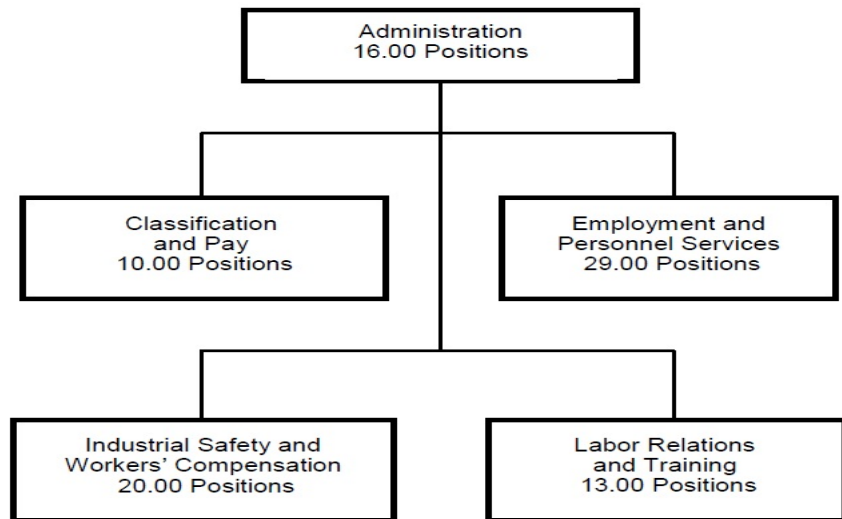 Administration
16.00 Positions
Classification
and Pay
10.00 Positions
Employment and
Personnel Services
29.00 Positions
Industrial Safety and
Workers’ Compensation
20.00 Positions
Labor Relations
and Training
13.00 Positions